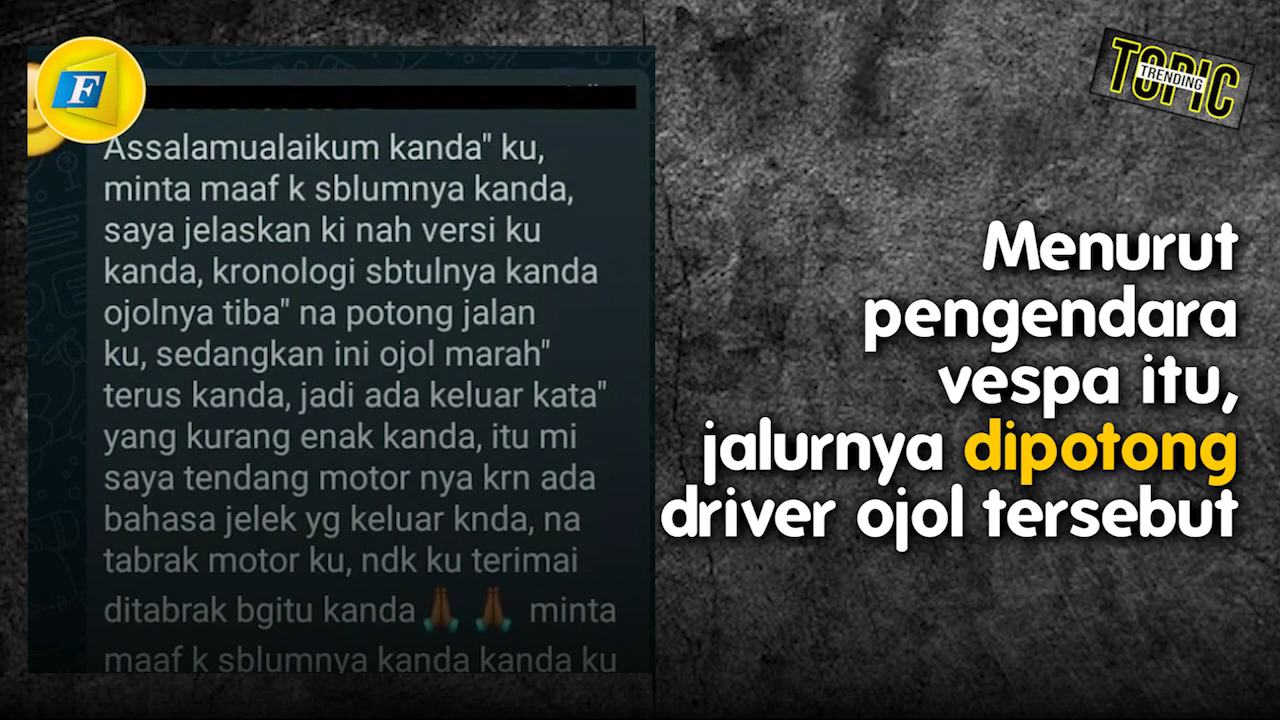 F
TOPIC
TRENDING
Assalamualaikum kanda" ku,
minta maaf k sblumnya kanda,
saya jelaskan ki nah versi ku
kanda, kronologi sbtulnya kanda
ojolnya tiba" na potong jalan
ku, sedangkan ini ojol marah"
terus kanda, jadi ada keluar kata"
yang kurang enak kanda, itu mi
saya tendang motor nya krn ada
bahasa jelek yg keluar knda, na
tabrak motor ku, ndk ku terimai
ditabrak bgitu kanda🙏🙏 minta
maaf k sblumnya kanda kanda ku
Menurut
pengendara
vespa itu,
jalurnya dipotong
driver ojol tersebut